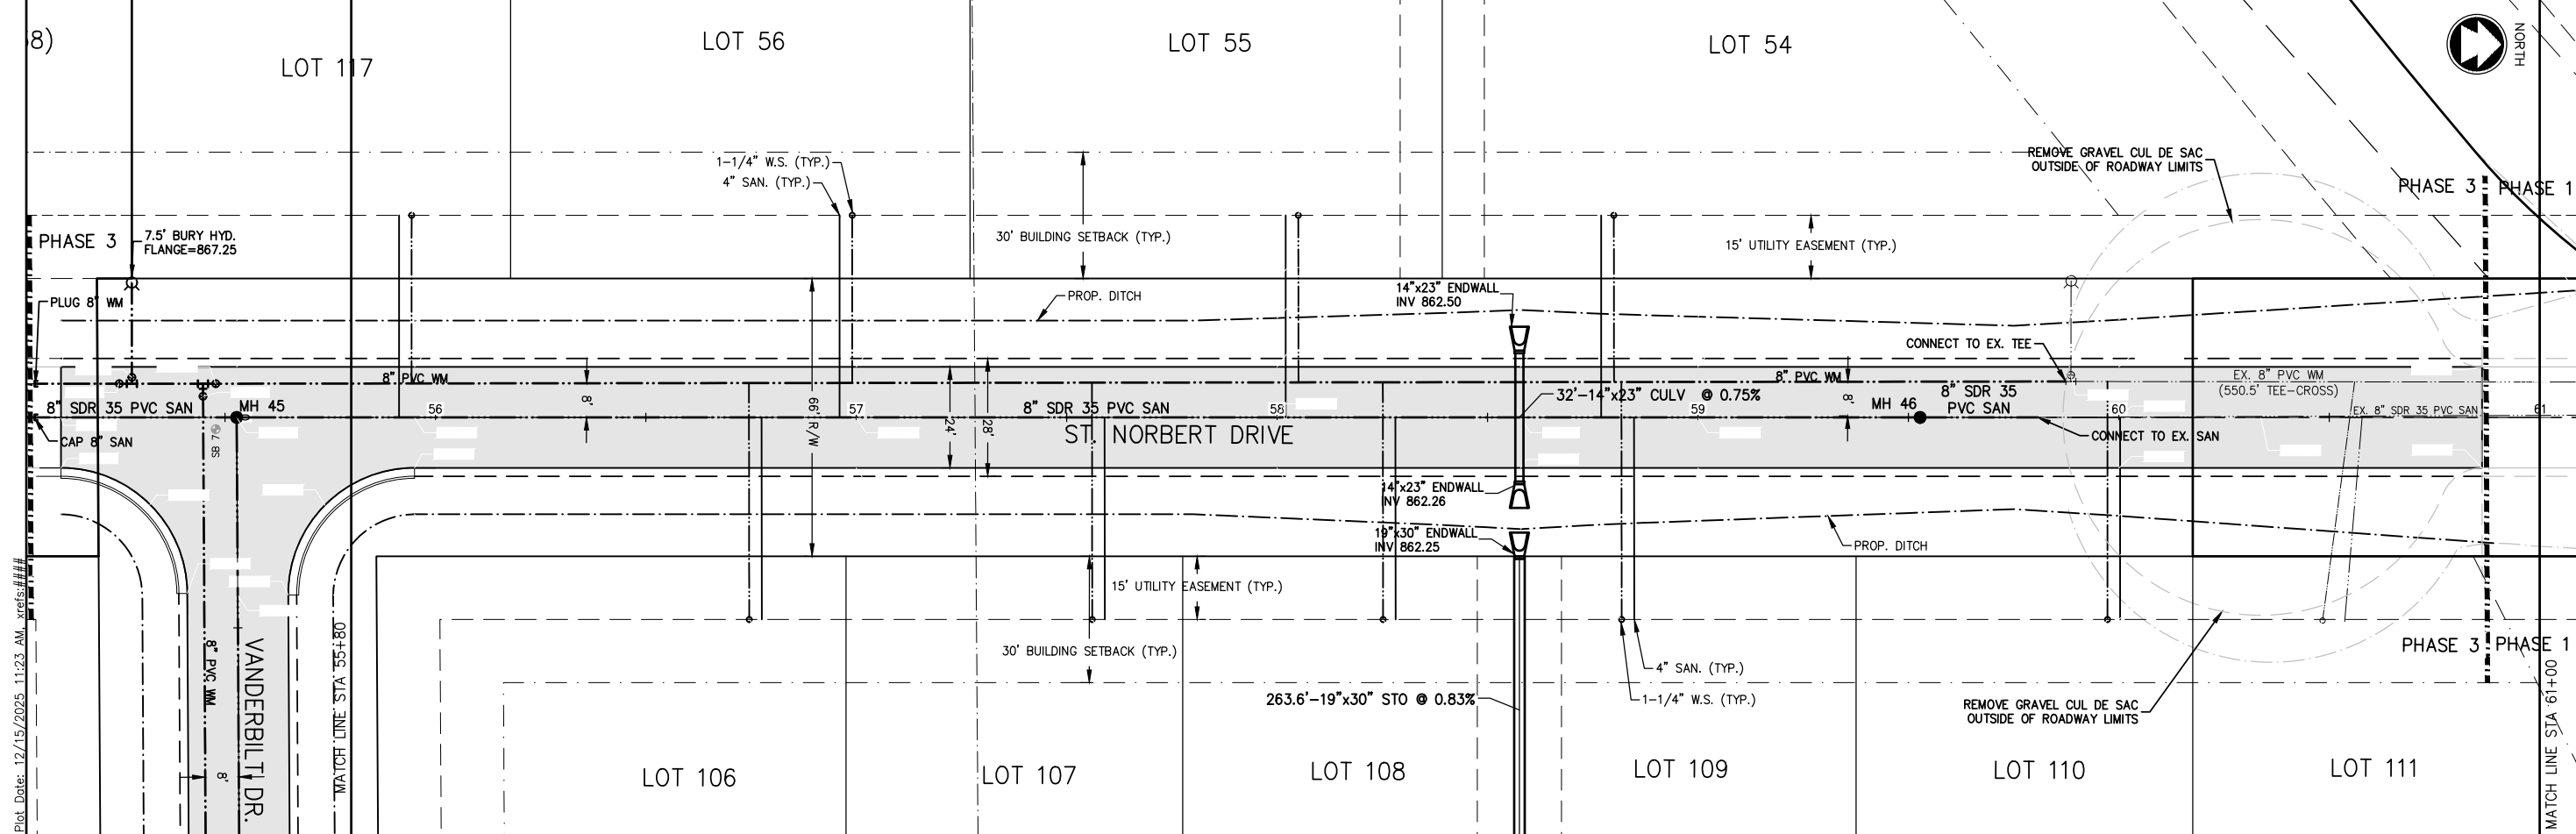 8)
LOT 117
LOT 56
LOT 55
LOT 54
NORTH
REMOVE GRAVEL CUL DE SAC
OUTSIDE OF ROADWAY LIMITS
PHASE 3
PHASE 1
1-1/4" W.S. (TYP.)
4" SAN. (TYP.)
PHASE 3
7.5' BURY HYD.
FLANGE=867.25
30' BUILDING SETBACK (TYP.)
15' UTILITY EASEMENT (TYP.)
PLUG 8" WM
PROP. DITCH
14"x23" ENDWALL
INV 862.50
CONNECT TO EX. TEE
8" PVC WM
8'
8" PVC WM
8'
EX. 8" PVC WM
(550.5' TEE-CROSS)
8" SDR 35 PVC SAN
MH 45
56
66' R/W
57
24'
28'
8" SDR 35 PVC SAN
58
32'-14"x23" CULV @ 0.75%
59
MH 46
8" SDR 35
PVC SAN
60
EX. 8" SDR 35 PVC SAN
61
CAP 8" SAN
SB 7
ST. NORBERT DRIVE
CONNECT TO EX. SAN
14"x23" ENDWALL
INV 862.26
19"x30" ENDWALL
INV 862.25
PROP. DITCH
15' UTILITY EASEMENT (TYP.)
30' BUILDING SETBACK (TYP.)
4" SAN. (TYP.)
1-1/4" W.S. (TYP.)
263.6'-19"x30" STO @ 0.83%
PHASE 3
PHASE 1
REMOVE GRAVEL CUL DE SAC
OUTSIDE OF ROADWAY LIMITS
Plot Date: 12/15/2025 11:23 AM, xrefs:####
8" PVC WM
VANDERBILT DR.
8'
MATCH LINE STA 55+80
LOT 106
LOT 107
LOT 108
LOT 109
LOT 110
LOT 111
MATCH LINE STA 61+00